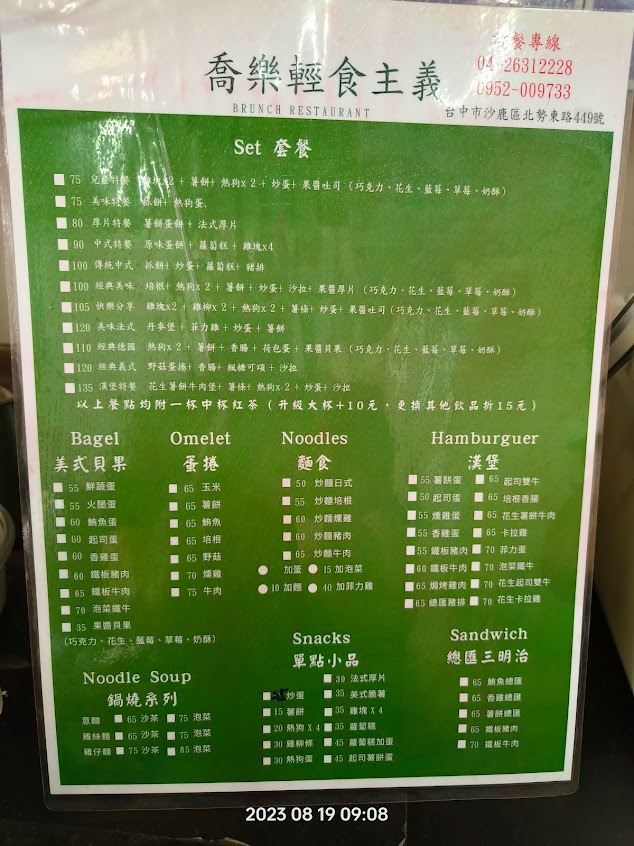 餐專線
04-26312228
0952-009733
喬樂輕食主義
BRUNCH RESTAURANT
台中市沙鹿區北勢東路449號
Set 套餐
75 兒童特餐 雞塊x2 + 薯餅+ 熱狗x 2 + 炒蛋+ 果醬吐司 (巧克力、花生、藍莓、草莓、奶酥)
75 美味特餐 抓餅+ 熱狗蛋、
80 厚片特餐 薯餅蛋餅 + 法式厚片
90 中式特餐 原味蛋餅 + 蘿蔔糕 + 雞塊x4
100 傳統中式 抓餅+ 炒蛋+ 蘿蔔糕+ 豬排
100 經典美味 培根+ 熱狗x 2 + 薯餅 + 炒蛋+ 沙拉+ 果醬厚片 (巧克力、花生、藍莓、草莓、奶酥)
105 快樂分享 雞塊x2 + 雞柳x2 + 熱狗x 2 + 薯條+ 炒蛋+ 果醬吐司 (巧克力、花生、藍莓、草莓、奶酥)
120 美味法式 丹麥堡 + 菲力雞 + 炒蛋 + 薯餅
110 經典德國 熱狗x 2 + 薯餅 + 香腸 + 荷包蛋 + 果醬貝果 (巧克力、花生、藍莓、草莓、奶酥)
120 經典義式 野菇蛋捲+ 香腸 + 楓糖可頌 + 沙拉
135 漢堡特餐 花生薯餅牛肉堡+ 薯條+ 熱狗x 2 + 炒蛋+ 沙拉
以上餐點均附一杯中杯紅茶 (升級大杯+10元，更換其他飲品折15元)
Bagel
美式貝果
55 鮮蔬蛋
55 火腿蛋
60 鮪魚蛋
60 起司蛋
60 香雞蛋
60 鐵板豬肉
65 鐵板牛肉
70 泡菜鐵牛
35 果醬貝果
(巧克力、花生、藍莓、草莓、奶酥)
Omelet
蛋捲
65 玉米
65 薯餅
65 鮪魚
65 培根
65 野菇
70 燻雞
75 牛肉
Noodles
麵食
50 炒麵日式
55 炒麵培根
60 炒麵燻雞
60 炒麵豬肉
65 炒麵牛肉
加蛋 15 加泡菜
10 加麵 40 加菲力雞
Hamburguer
漢堡
55 薯餅蛋 65 起司雙牛
50 起司蛋 65 培根香腸
55 燻雞蛋 65 花生薯餅牛肉
55 香雞蛋 65 卡拉雞
55 鐵板豬肉 70 菲力蛋
60 鐵板牛肉 70 泡菜鐵牛
65 焗烤雞肉 70 花生起司雙牛
65 總匯豬排 70 花生卡拉雞
Noodle Soup
鍋燒系列
意麵 65 沙茶 75 泡菜
雞絲麵 65 沙茶 75 泡菜
雞仔麵 75 沙茶 85 泡菜
Snacks
單點小品
30 法式厚片
炒蛋 35 美式脆薯
15 薯餅 35 雞塊 X 4
20 熱狗 X 4 35 蘿蔔糕
30 雞柳條 45 蘿蔔糕加蛋
30 熱狗蛋 45 起司薯餅蛋
Sandwich
總匯三明治
65 鮪魚總匯
65 香雞總匯
65 薯餅總匯
65 鐵板豬肉
70 鐵板牛肉
2023 08 19 09:08